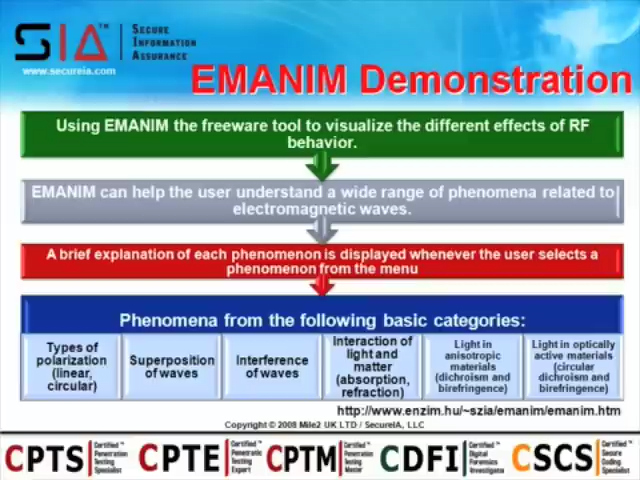 SIA™
SECURE
INFORMATION
ASSURANCE
www.secureia.com
EMANIM Demonstration
Using EMANIM the freeware tool to visualize the different effects of RF
behavior.
EMANIM can help the user understand a wide range of phenomena related to
electromagnetic waves.
A brief explanation of each phenomenon is displayed whenever the user selects a
phenomenon from the menu
Phenomena from the following basic categories:
Types of
polarization
(linear,
circular)
Superposition
of waves
Interference
of waves
Interaction of
light and
matter
(absorption,
refraction)
Light in
anisotropic
materials
(dichroism and
birefringence)
Light in optically
active materials
(circular
dichroism and
birefringence)
http://www.enzim.hu/~szia/emanim/emanim.htm
Copyright © 2008 Mile2 UK LTD / SecureIA, LLC
CPTS
Certified™
Penetration
Testing
Specialist
CPTE
Certified™
Penetration
Testing
Expert
CPTM
Certified™
Penetration
Testing
Master
CDFI
Certified™
Digital
Forensics
Investigator
CSCS
Certified™
Secure
Coding
Specialist